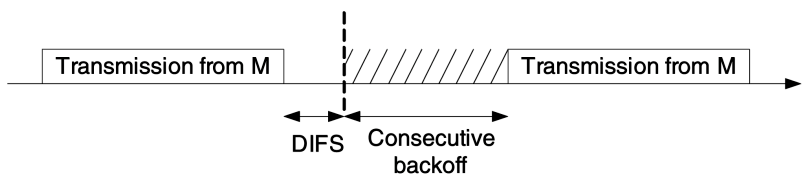 Transmission from M
Transmission from M
DIFS
Consecutive
backoff